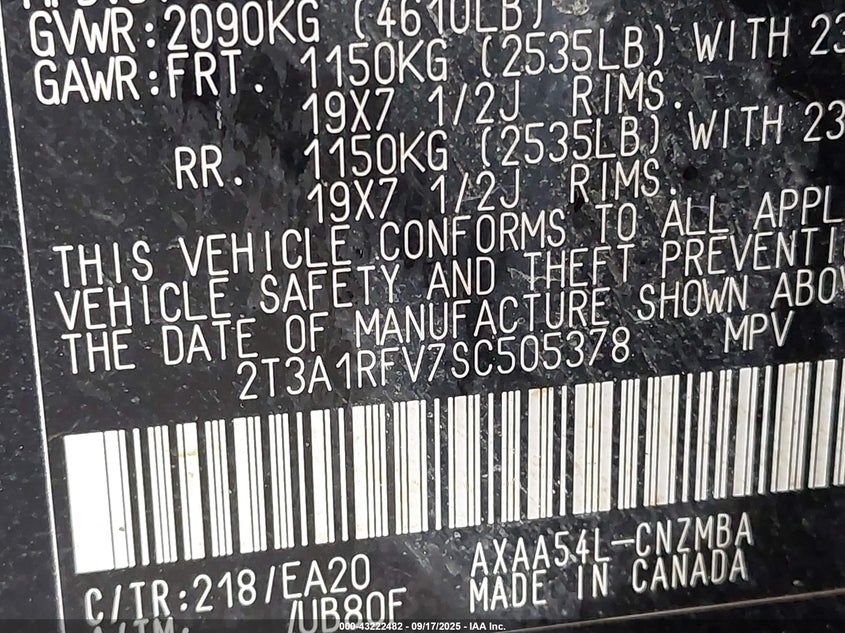 GVWR:2090KG (4610LB)
GAWR:FRT. 1150KG (2535LB) WITH 23
19X7 1/2J RIMS.
RR. 1150KG (2535LB) WITH 23
19X7 1/2J RIMS.
THIS VEHICLE CONFORMS TO ALL APPL
VEHICLE SAFETY AND THEFT PREVENTI
THE DATE OF MANUFACTURE SHOWN ABOV
2T3A1RFV7SC505378 MPV
C/TR:218/EA20 AXAA54L-CNZMBA
/UB80F MADE IN CANADA
000-43222482 - 09/17/2025 - IAA Inc.